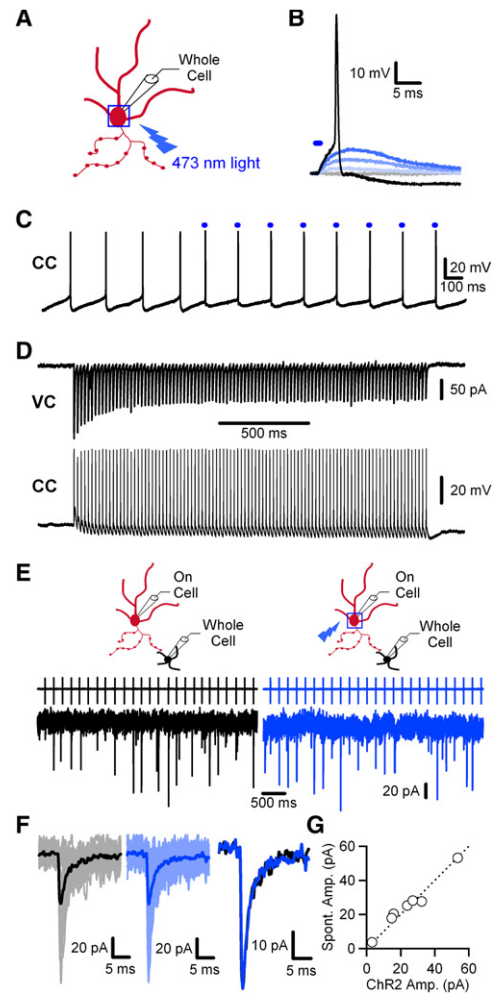 A
Whole
Cell
473 nm light
B
10 mV
5 ms
C
CC
20 mV
100 ms
D
VC
50 pA
500 ms
CC
20 mV
E
On
Cell
Whole
Cell
On
Cell
Whole
Cell
500 ms
20 pA
F
20 pA
5 ms
20 pA
5 ms
10 pA
5 ms
G
Spont. Amp. (pA)
60
40
20
0
0 20 40 60
ChR2 Amp. (pA)